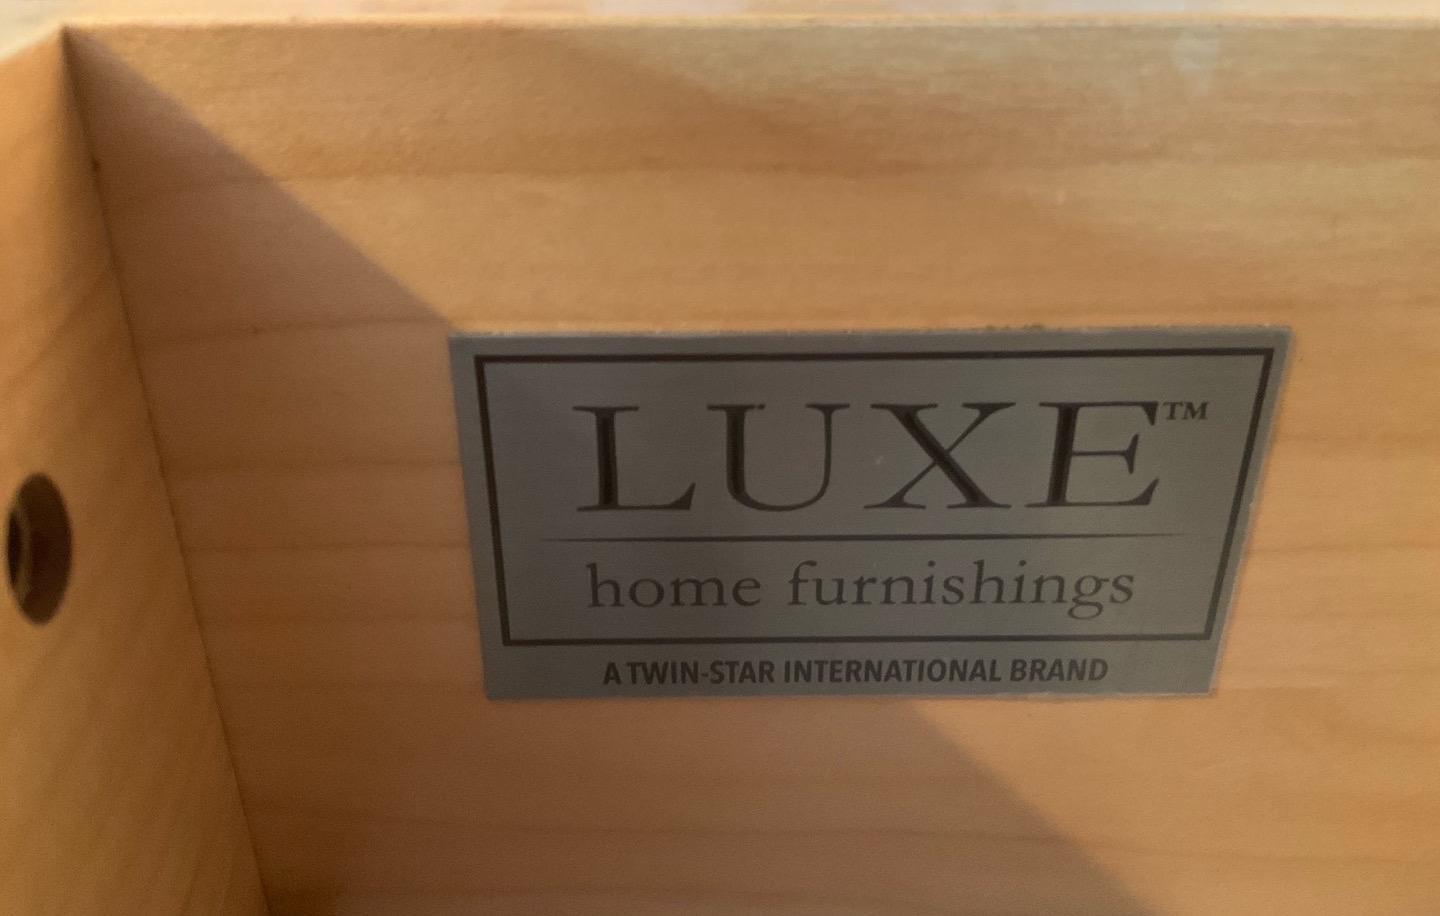 LUXE™
home furnishings
A TWIN-STAR INTERNATIONAL BRAND